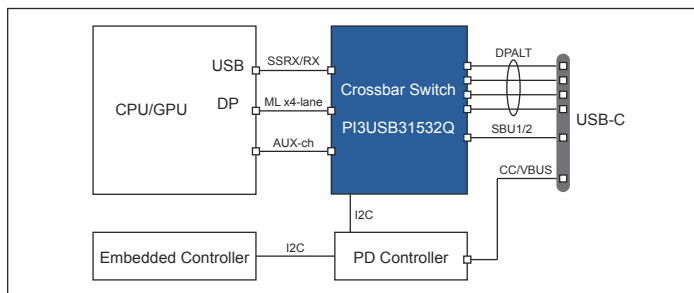 DPALT
USB
SSRX/RX
CPU/GPU
DP
ML x4-lane
Crossbar Switch
PI3USB31532Q
USB-C
SBU1/2
AUX-ch
CC/VBUS
I2C
Embedded Controller
I2C
PD Controller